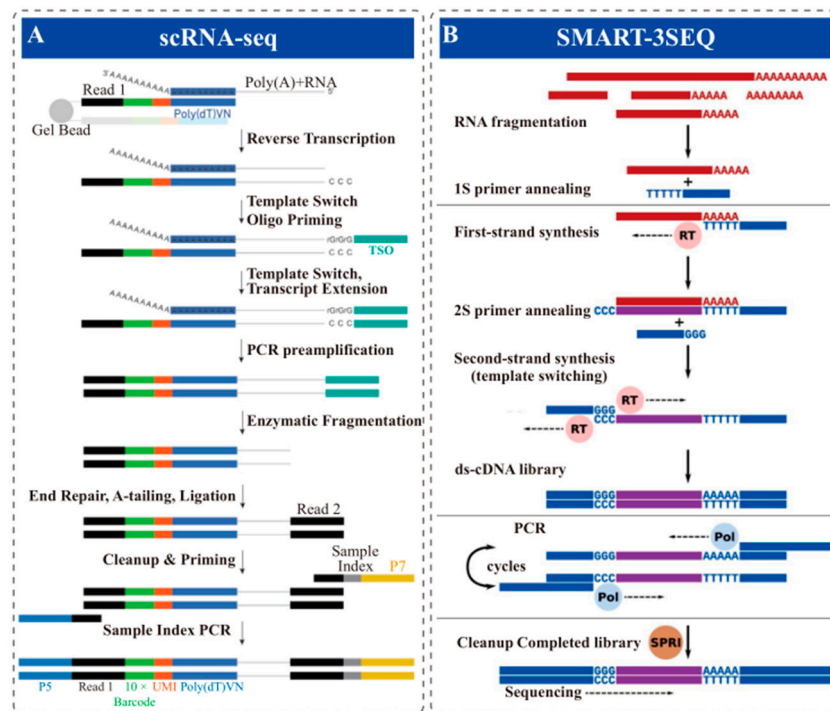 A
scRNA-seq
3'AAAAAAAAA
Read 1
Poly(A)+RNA
5'
Poly(dT)VN
Gel Bead
Reverse Transcription
AAAAAAAAA
CCC
Template Switch
Oligo Priming
AAAAAAAAA
rGrGrG
CCC
TSO
Template Switch,
Transcript Extension
AAAAAAAAA
rGrGrG
CCC
PCR preamplification
Enzymatic Fragmentation
End Repair, A-tailing, Ligation
Read 2
Cleanup & Priming
Sample
Index
P7
Sample Index PCR
P5
Read 1
10 ×
UMI
Poly(dT)VN
Barcode
B
SMART-3SEQ
AAAAAAAAAA
AAAAA
AAAAAAAA
RNA fragmentation
AAAAA
1S primer annealing
AAAAA
+
TTTTT
First-strand synthesis
AAAAA
TTTTT
RT
2S primer annealing
AAAAA
CCC
TTTTT
+
GGG
Second-strand synthesis
(template switching)
RT
GGG
CCC
TTTTT
RT
ds-cDNA library
GGG
AAAAA
CCC
TTTTT
PCR
Pol
cycles
GGG
AAAAA
CCC
TTTTT
Pol
Cleanup Completed library
SPRI
GGG
AAAAA
CCC
TTTTT
Sequencing